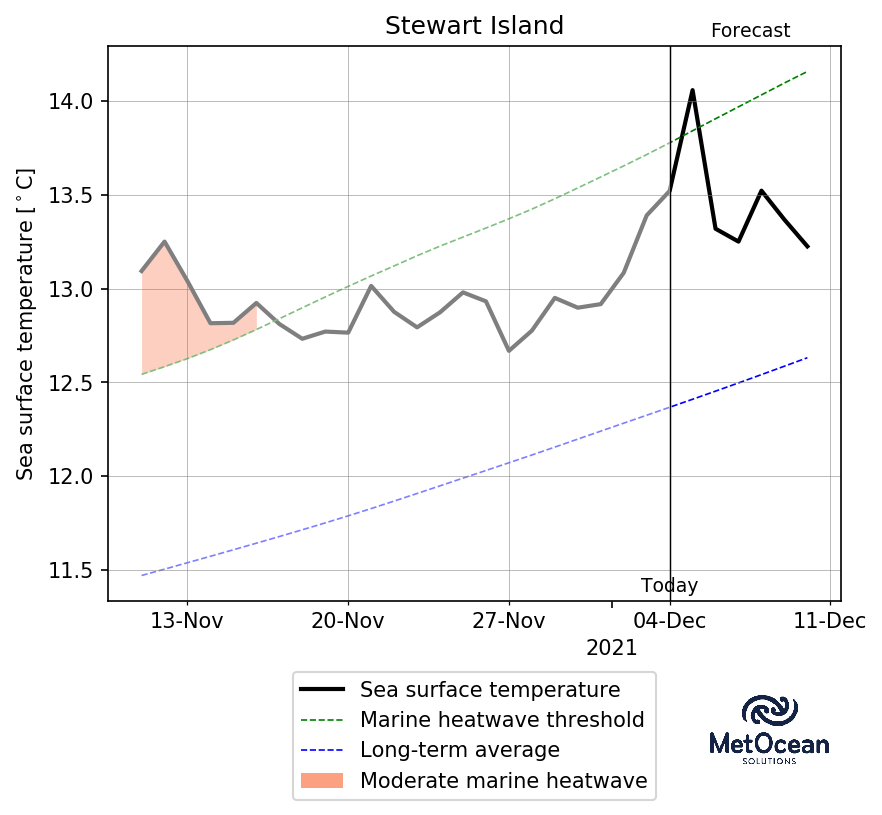 Stewart Island
Forecast
Sea surface temperature [°C]
14.0
13.5
13.0
12.5
12.0
11.5
Today
13-Nov 20-Nov 27-Nov 04-Dec 11-Dec
2021
Sea surface temperature
Marine heatwave threshold
Long-term average
Moderate marine heatwave
MetOcean
SOLUTIONS